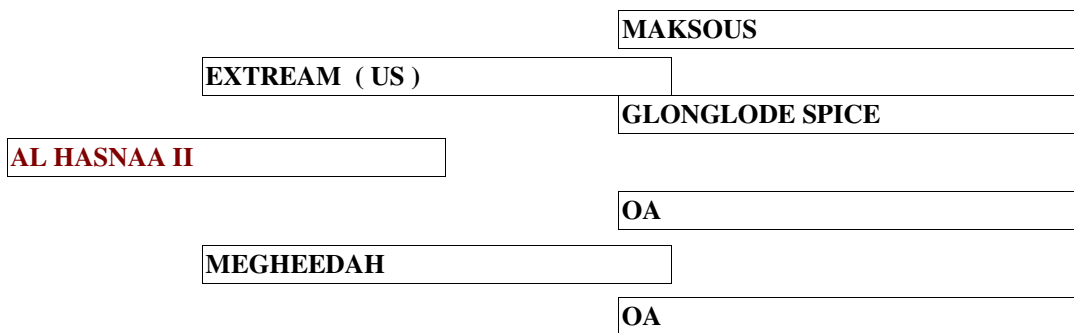 MAKSOUS
EXTREAM ( US )
GLONGLODE SPICE
AL HASNAA II
OA
MEGHEEDAH
OA